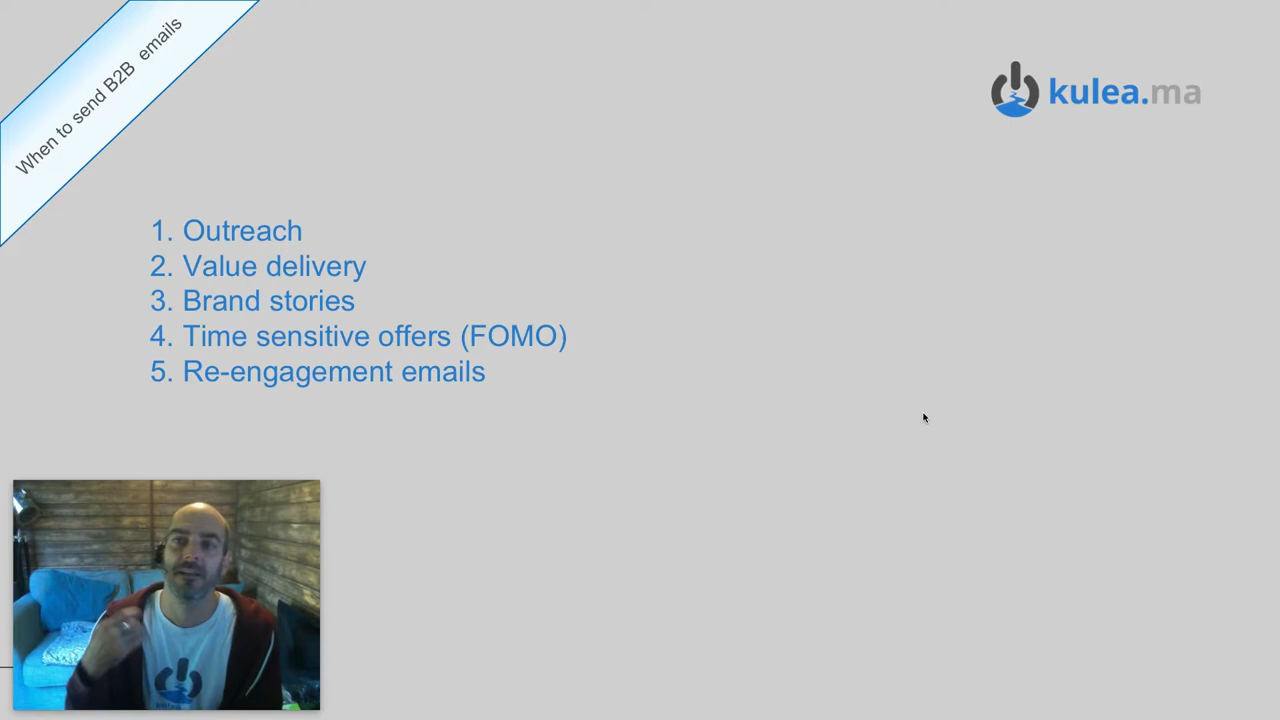 When to send B2B emails
kulea.ma
1. Outreach
2. Value delivery
3. Brand stories
4. Time sensitive offers (FOMO)
5. Re-engagement emails
kulea